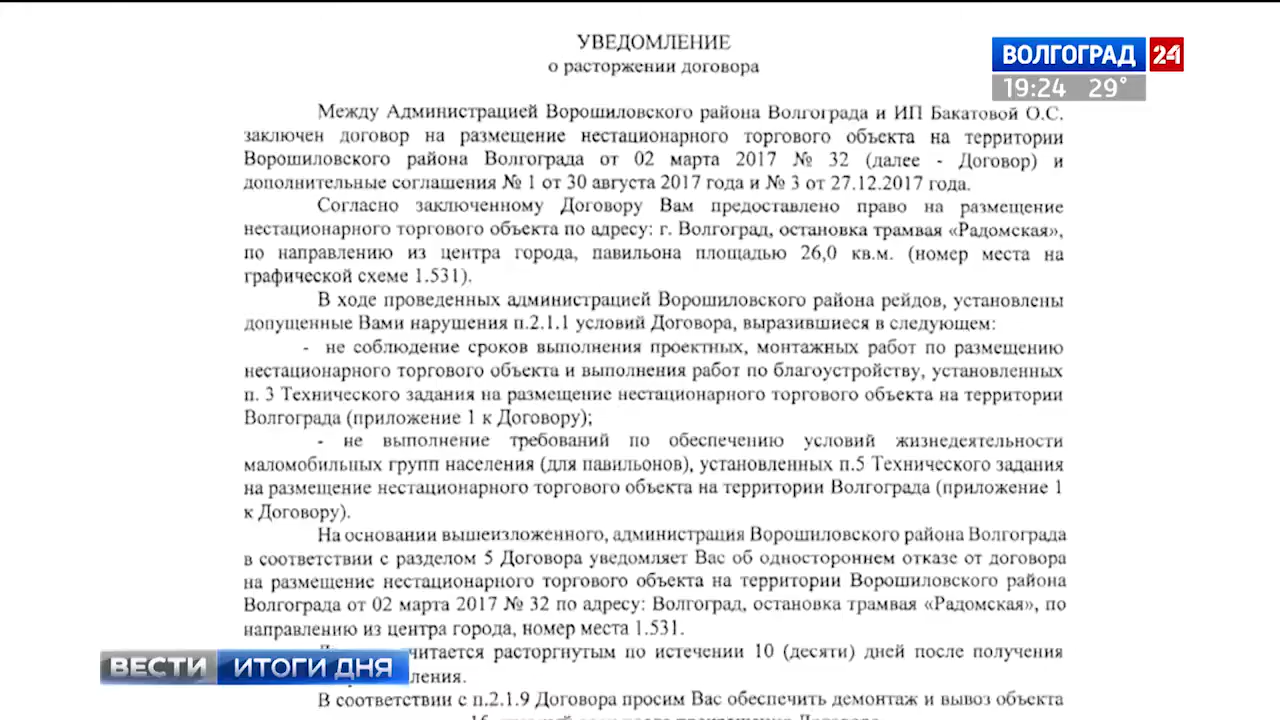 УВЕДОМЛЕНИЕ
о расторжении договора
ВОЛГОГРАД 24
19:24 29°
Между Администрацией Ворошиловского района Волгограда и ИП Бакатовой О.С.
заключен договор на размещение нестационарного торгового объекта на территории
Ворошиловского района Волгограда от 02 марта 2017 № 32 (далее - Договор) и
дополнительные соглашения № 1 от 30 августа 2017 года и № 3 от 27.12.2017 года.
Согласно заключенному Договору Вам предоставлено право на размещение
нестационарного торгового объекта по адресу: г. Волгоград, остановка трамвая «Радомская»,
по направлению из центра города, павильона площадью 26,0 кв.м. (номер места на
графической схеме 1.531).
В ходе проведенных администрацией Ворошиловского района рейдов, установлены
допущенные Вами нарушения п.2.1.1 условий Договора, выразившиеся в следующем:
- не соблюдение сроков выполнения проектных, монтажных работ по размещению
нестационарного торгового объекта и выполнения работ по благоустройству, установленных
п. 3 Технического задания на размещение нестационарного торгового объекта на территории
Волгограда (приложение 1 к Договору);
- не выполнение требований по обеспечению условий жизнедеятельности
маломобильных групп населения (для павильонов), установленных п.5 Технического задания
на размещение нестационарного торгового объекта на территории Волгограда (приложение 1
к Договору).
На основании вышеизложенного, администрация Ворошиловского района Волгограда
в соответствии с разделом 5 Договора уведомляет Вас об одностороннем отказе от договора
на размещение нестационарного торгового объекта на территории Ворошиловского района
Волгограда от 02 марта 2017 № 32 по адресу: Волгоград, остановка трамвая «Радомская», по
направлению из центра города, номер места 1.531.
расторгнутым по истечении 10 (десяти) дней после получения
ВЕСТИ ИТОГИ ДНЯ
В соответствии с п.2.1.9 Договора просим Вас обеспечить демонтаж и вывоз объекта